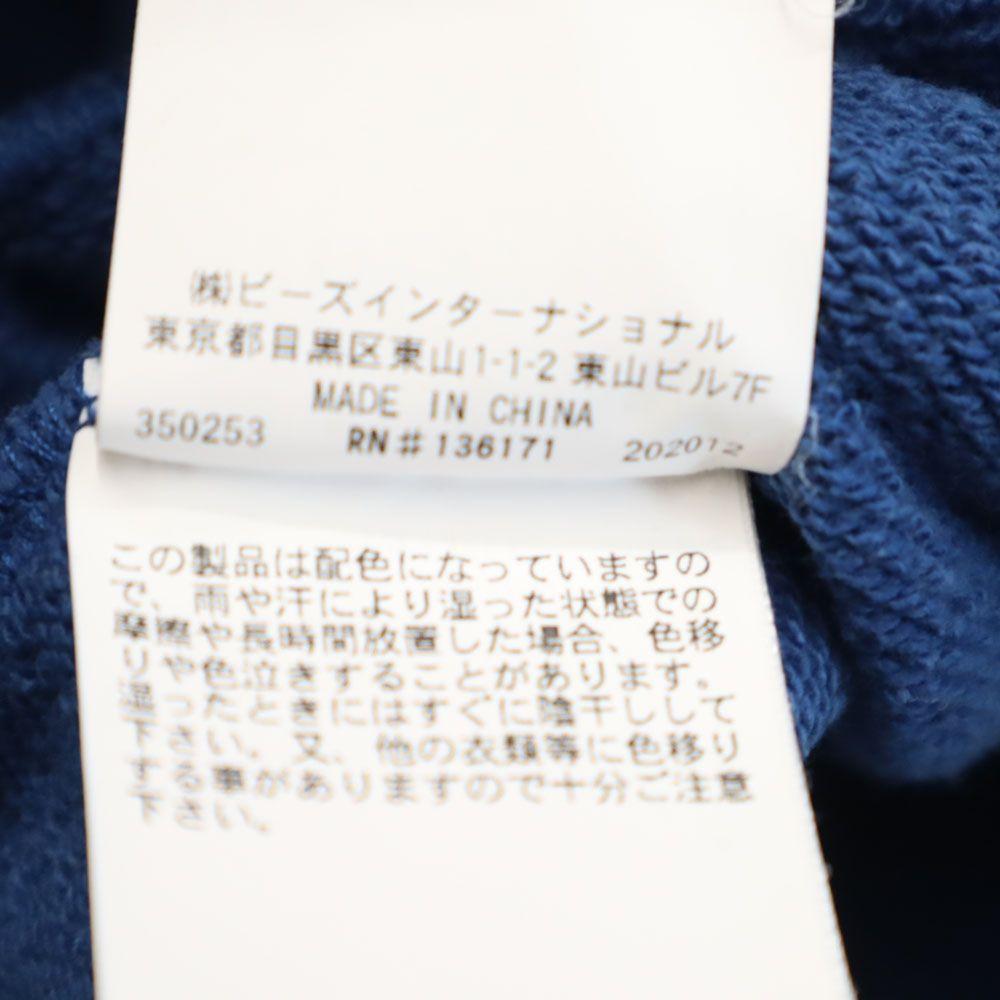 ㈱ビーズインターナショナル
東京都目黒区東山1-1-2 東山ビル7F
MADE IN CHINA
350253 RN#136171 202012
この製品は配色になっていますの
で、雨や汗により湿った状態での
摩擦や長時間放置した場合、色移
りや色泣きすることがあります。
湿ったときにはすぐに陰干しして
下さい。又、他の衣類等に色移り
する事がありますので十分ご注意
下さい。